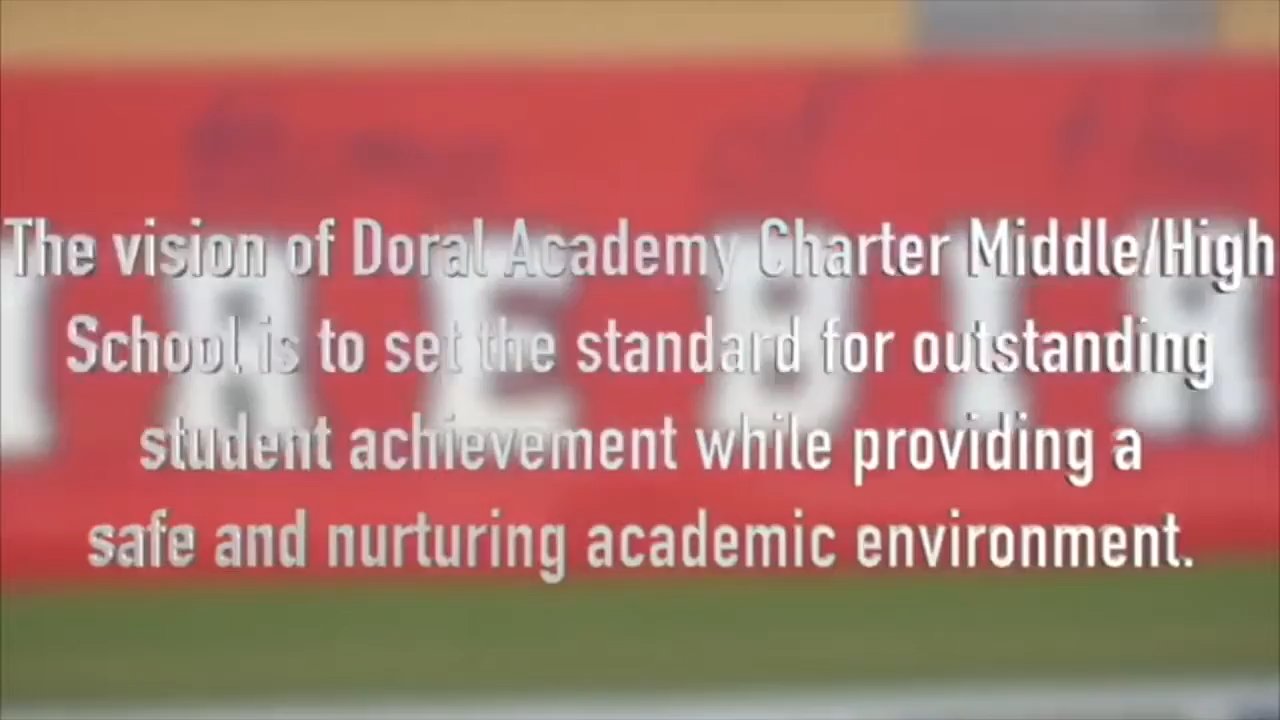 The vision of Doral Academy Charter Middle/High
School is to set the standard for outstanding
student achievement while providing a
safe and nurturing academic environment.
IREBIR